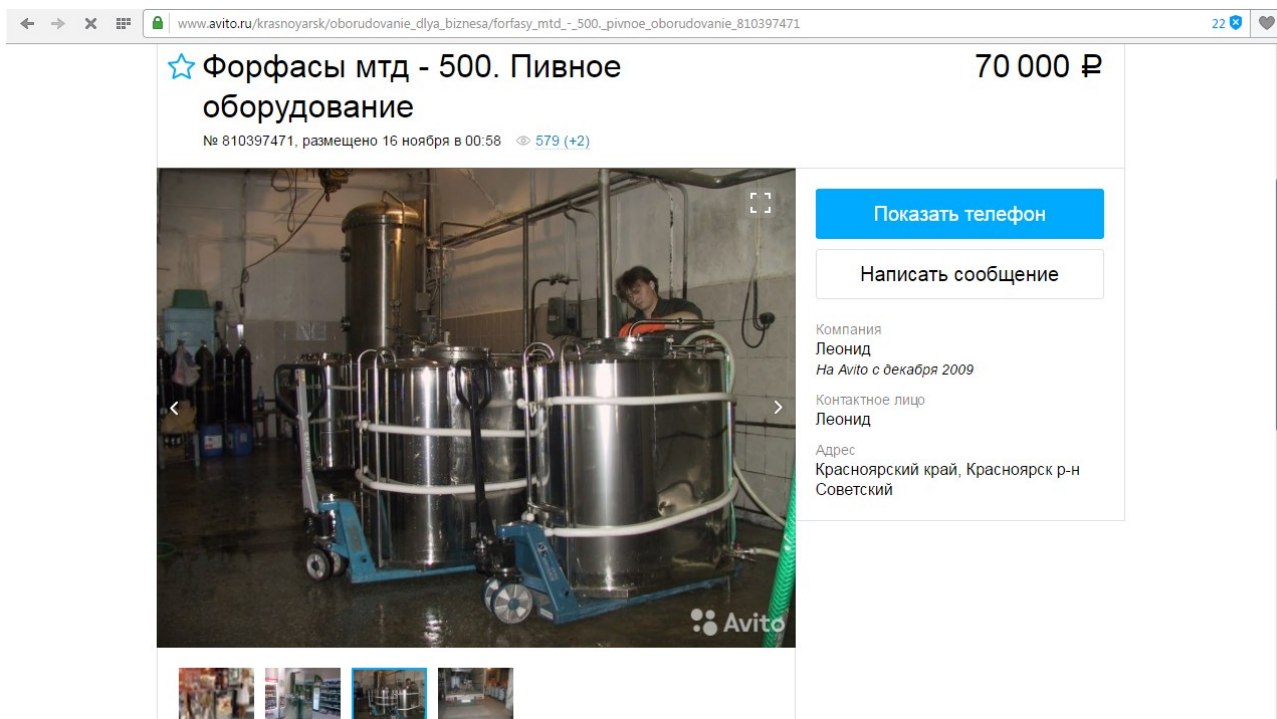 www.avito.ru/krasnoyarsk/oborudovanie_dlya_biznesa/forfasy_mtd_-_500._pivnoe_oborudovanie_810397471
22
Форфасы мтд - 500. Пивное
оборудование
70 000 ₽
№ 810397471, размещено 16 ноября в 00:58 579 (+2)
Показать телефон
Написать сообщение
Компания
Леонид
На Avito с декабря 2009
Контактное лицо
Леонид
Адрес
Красноярский край, Красноярск р-н
Советский
Avito